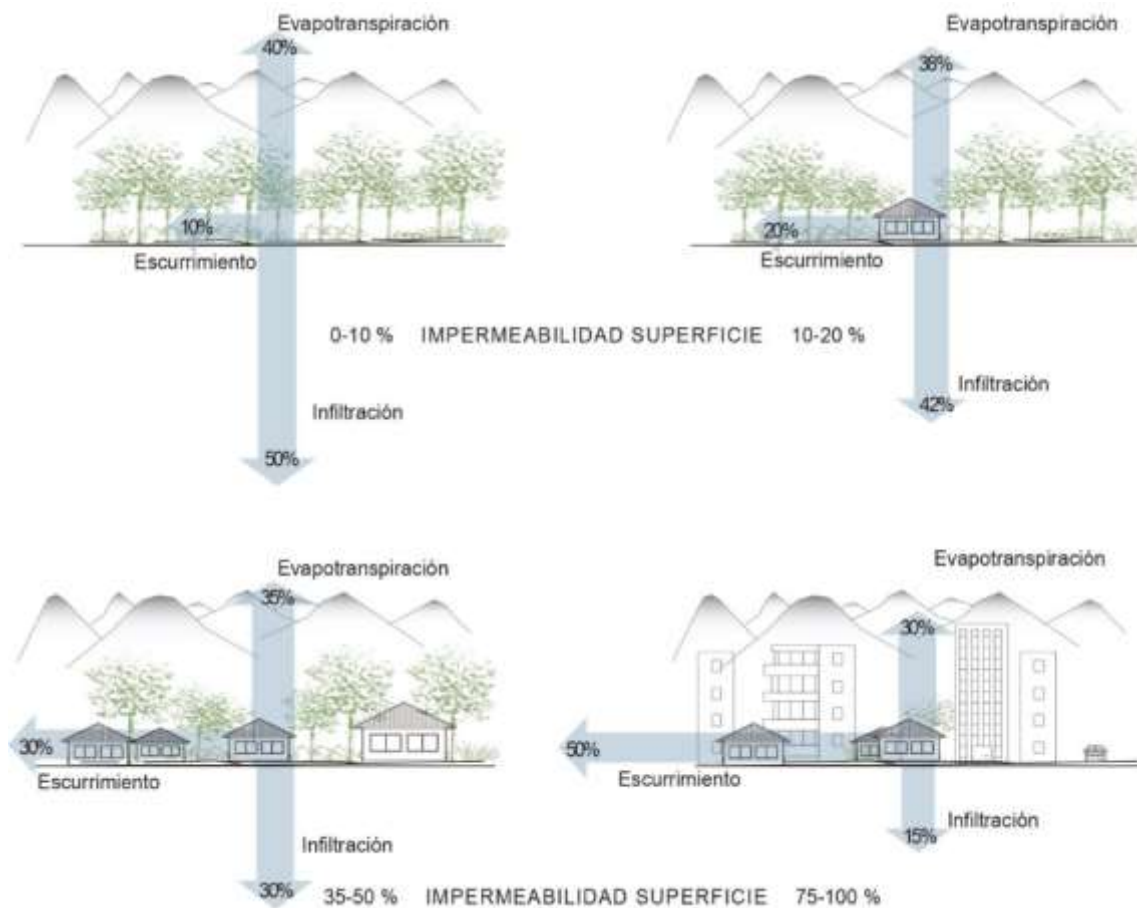 Evapotranspiración
40%
10%
Escurrimiento
Infiltración
50%
Evapotranspiración
38%
20%
Escurrimiento
Infiltración
42%
0-10 % IMPERMEABILIDAD SUPERFICIE 10-20 %
Evapotranspiración
35%
30%
Escurrimiento
Infiltración
30%
Evapotranspiración
30%
50%
Escurrimiento
Infiltración
15%
35-50 % IMPERMEABILIDAD SUPERFICIE 75-100 %